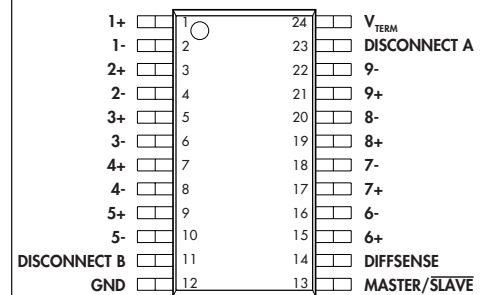 1+ 1 24 V_TERM
1- 2 23 DISCONNECT A
2+ 3 22 9-
2- 4 21 9+
3+ 5 20 8-
3- 6 19 8+
4+ 7 18 7-
4- 8 17 7+
5+ 9 16 6-
5- 10 15 6+
DISCONNECT B 11 14 DIFFSENSE
GND 12 13 MASTER/S̅L̅A̅V̅E̅